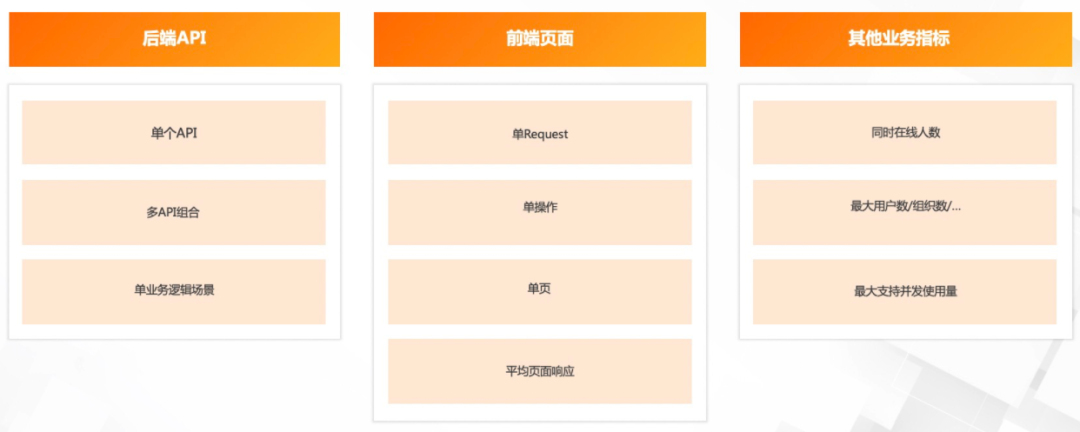 后端API
单个API
多API组合
单业务逻辑场景
前端页面
单Request
单操作
单页
平均页面响应
其他业务指标
同时在线人数
最大用户数/组织数/...
最大支持并发使用量